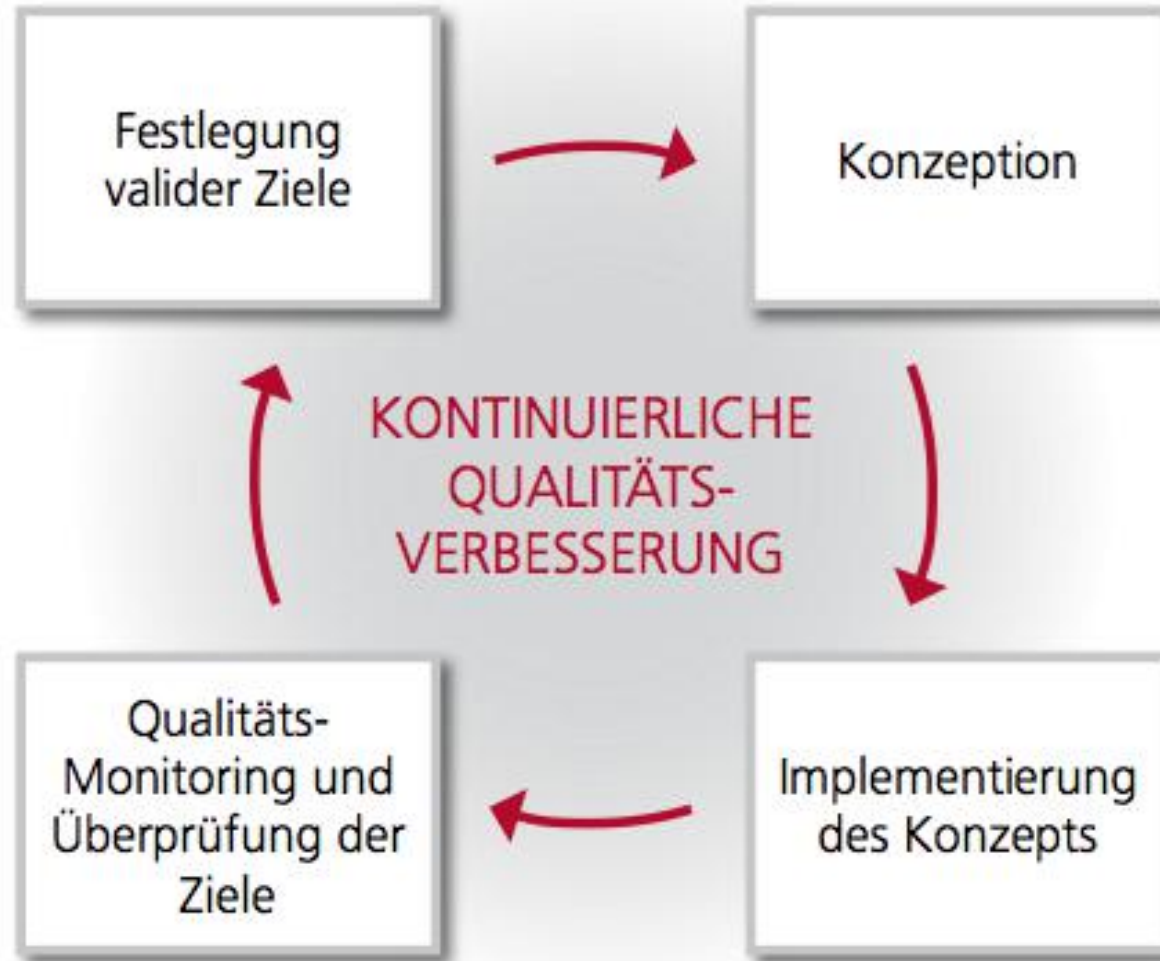 Festlegung
valider Ziele
Konzeption
KONTINUIERLICHE
QUALITÄTS-
VERBESSERUNG
Qualitäts-
Monitoring und
Überprüfung der
Ziele
Implementierung
des Konzepts